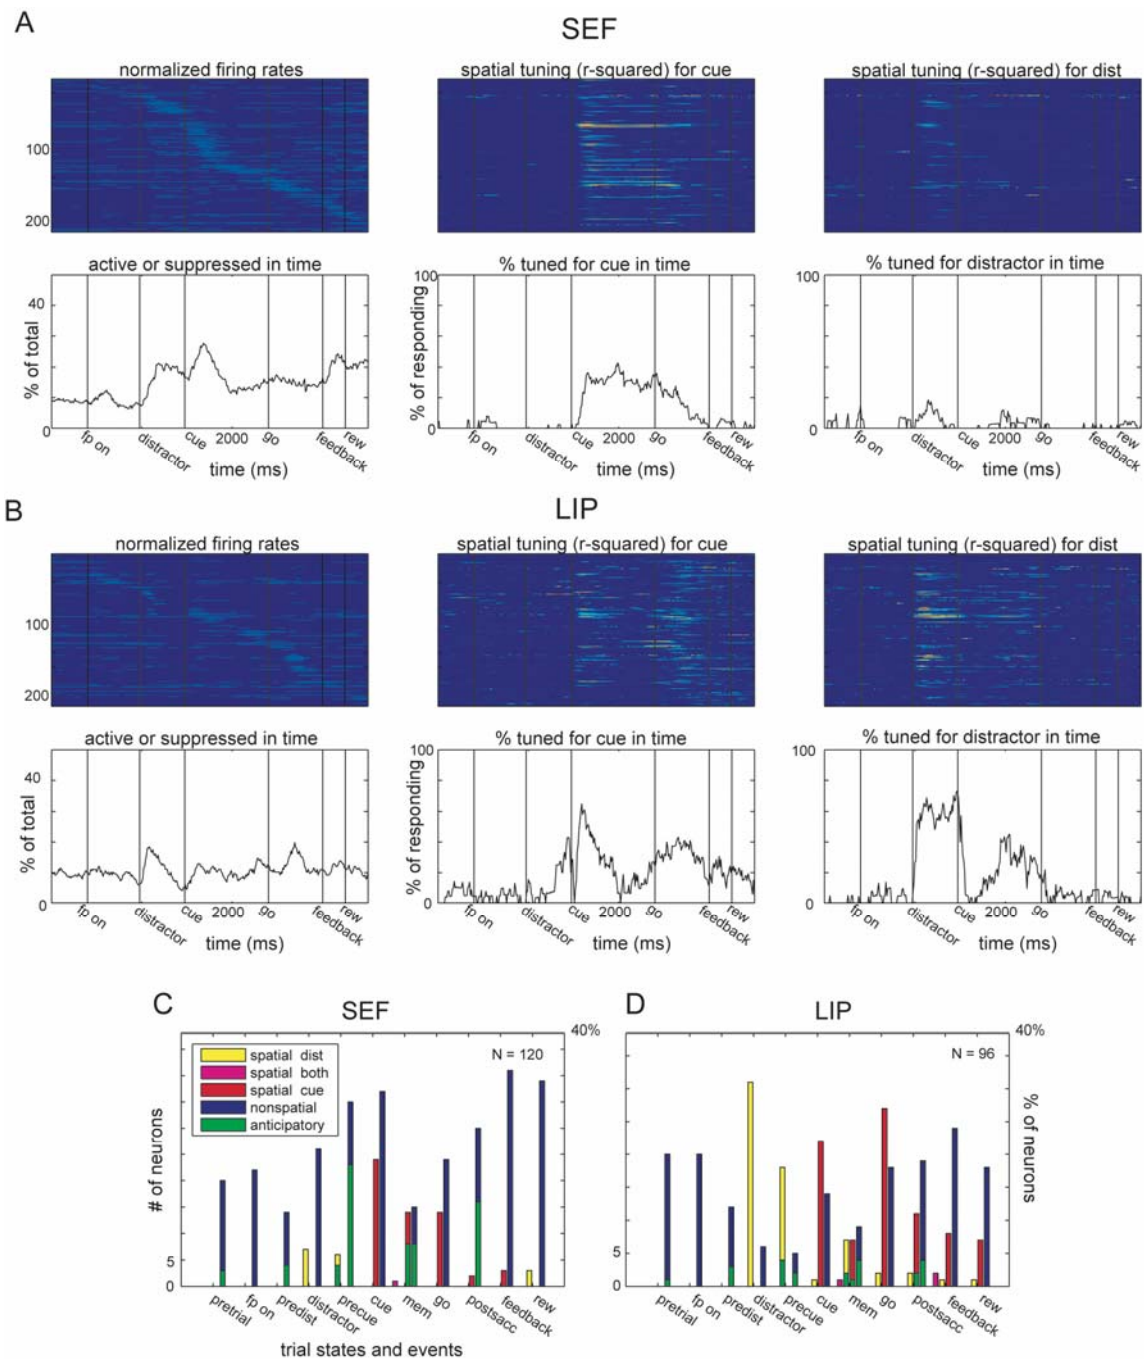 A
SEF
normalized firing rates
spatial tuning (r-squared) for cue
spatial tuning (r-squared) for dist
100
200
active or suppressed in time
% tuned for cue in time
% tuned for distractor in time
% of total
40
0
fp on
distractor
cue
2000
go
feedback
rew
time (ms)
% of responding
100
0
fp on
distractor
cue
2000
go
feedback
rew
time (ms)
100
0
fp on
distractor
cue
2000
go
feedback
rew
time (ms)
B
LIP
normalized firing rates
spatial tuning (r-squared) for cue
spatial tuning (r-squared) for dist
100
200
active or suppressed in time
% tuned for cue in time
% tuned for distractor in time
% of total
40
0
fp on
distractor
cue
2000
go
feedback
rew
time (ms)
% of responding
100
0
fp on
distractor
cue
2000
go
feedback
rew
time (ms)
100
0
fp on
distractor
cue
2000
go
feedback
rew
time (ms)
C
SEF
40%
N = 120
spatial dist
spatial both
spatial cue
nonspatial
anticipatory
# of neurons
5
0
pretrial
fp on
predist
distractor
precue
cue
mem
go
postsacc
feedback
rew
trial states and events
D
LIP
40%
N = 96
% of neurons
5
0
pretrial
fp on
predist
distractor
precue
cue
mem
go
postsacc
feedback
rew